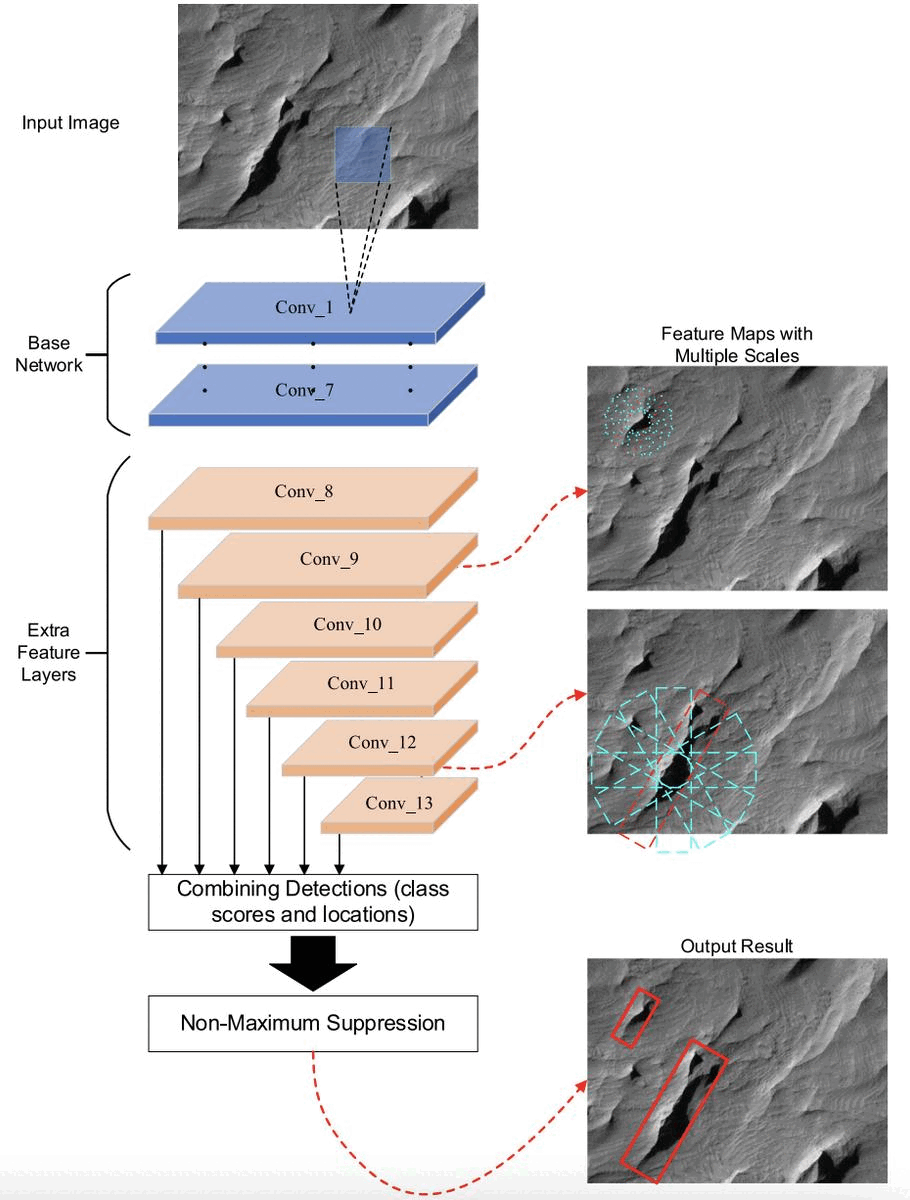 Input Image
Conv_1
Base
Network
Conv_7
Feature Maps with
Multiple Scales
Conv_8
Conv_9
Conv_10
Extra
Feature
Layers
Conv_11
Conv_12
Conv_13
Combining Detections (class
scores and locations)
Output Result
Non-Maximum Suppression